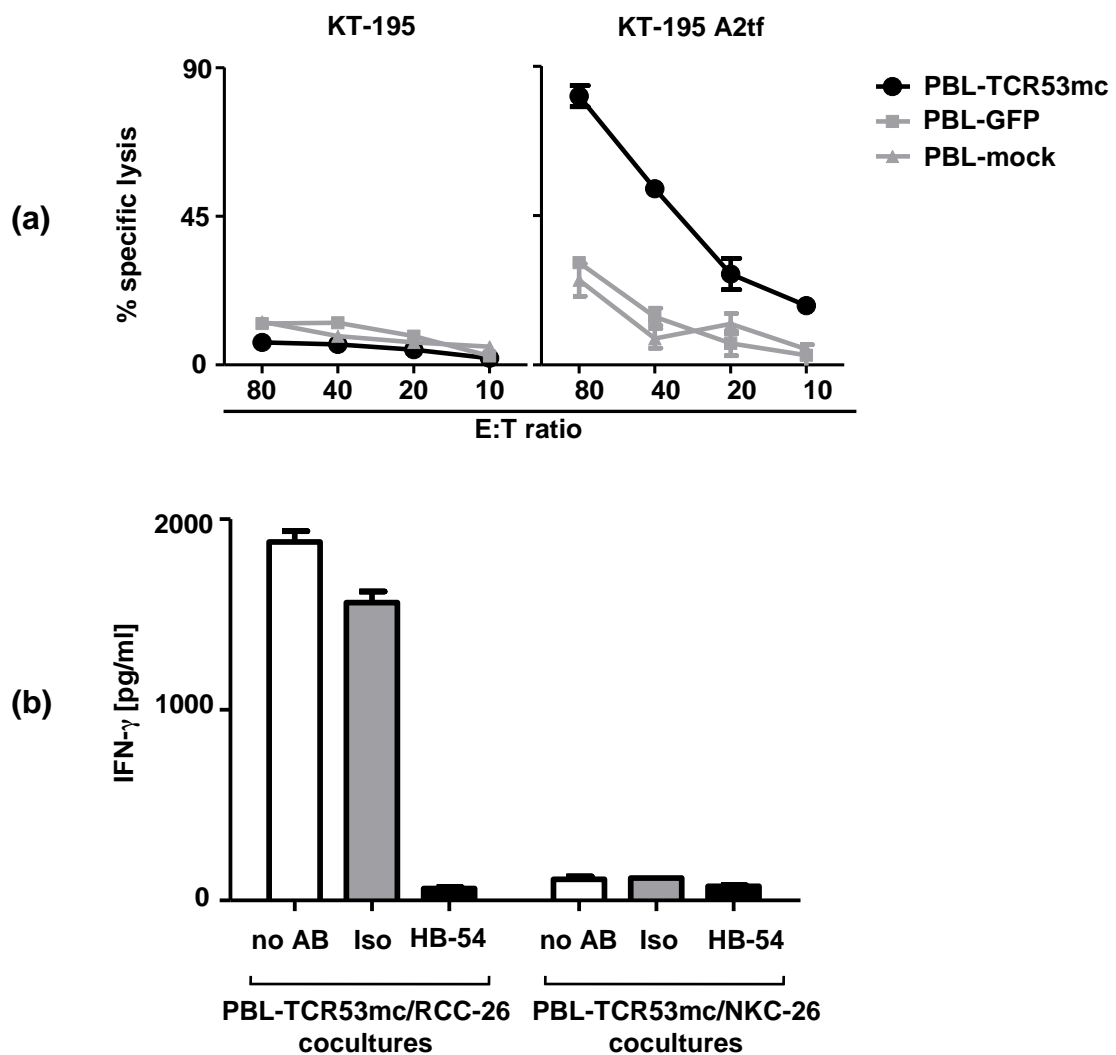 KT-195
KT-195 A2tf
(a)
% specific lysis
90
45
0
80 40 20 10
80 40 20 10
E:T ratio
PBL-TCR53mc
PBL-GFP
PBL-mock
(b)
IFN-γ [pg/ml]
2000
1000
0
no AB Iso HB-54
no AB Iso HB-54
PBL-TCR53mc/RCC-26
cocultures
PBL-TCR53mc/NKC-26
cocultures